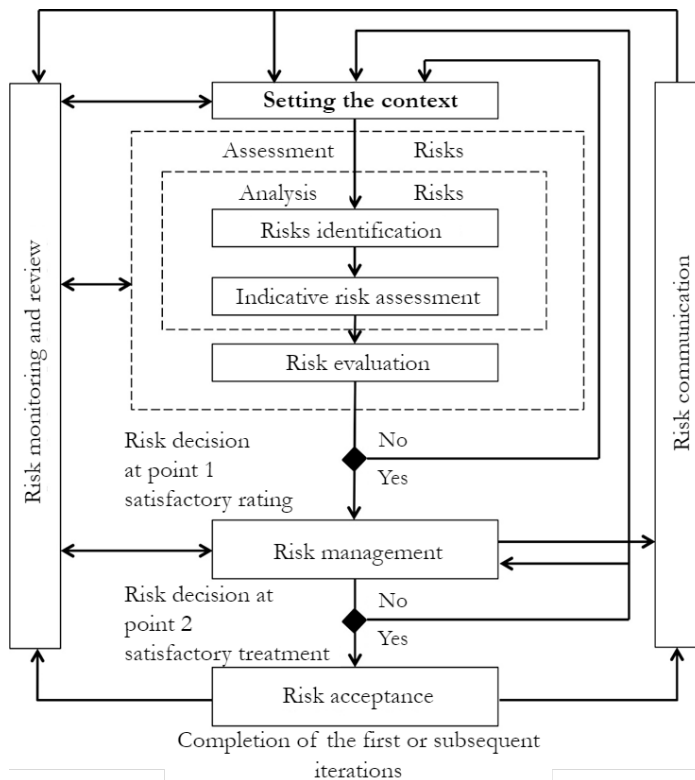 Setting the context
Assessment Risks
Analysis Risks
Risks identification
Indicative risk assessment
Risk evaluation
Risk monitoring and review
Risk communication
Risk decision
at point 1
satisfactory rating
No
Yes
Risk management
Risk decision at
point 2
satisfactory treatment
No
Yes
Risk acceptance
Completion of the first or subsequent
iterations